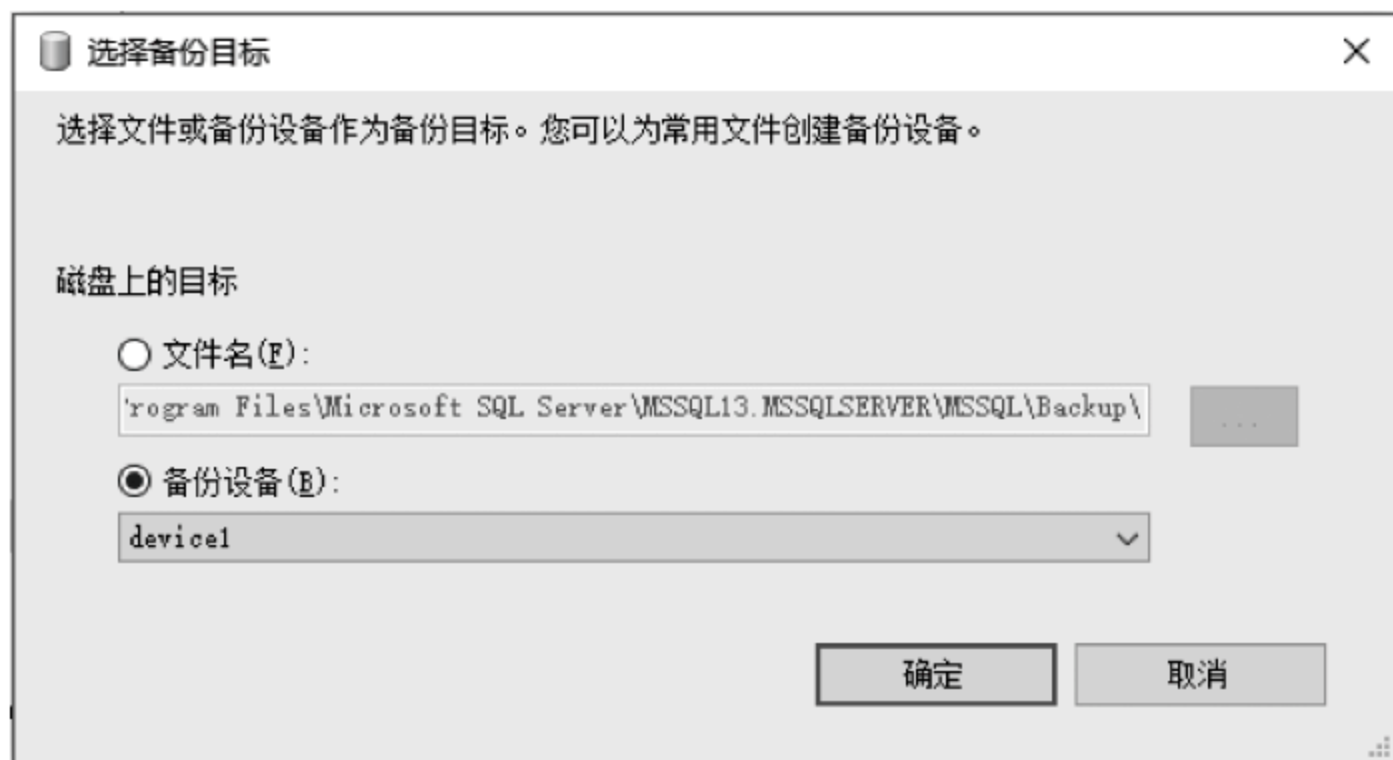 选择备份目标
选择文件或备份设备作为备份目标。您可以为常用文件创建备份设备。
磁盘上的目标
文件名(F):
rogram Files\Microsoft SQL Server\MSSQL13.MSSQLSERVER\MSSQL\Backup\
...
备份设备(B):
device1
确定
取消